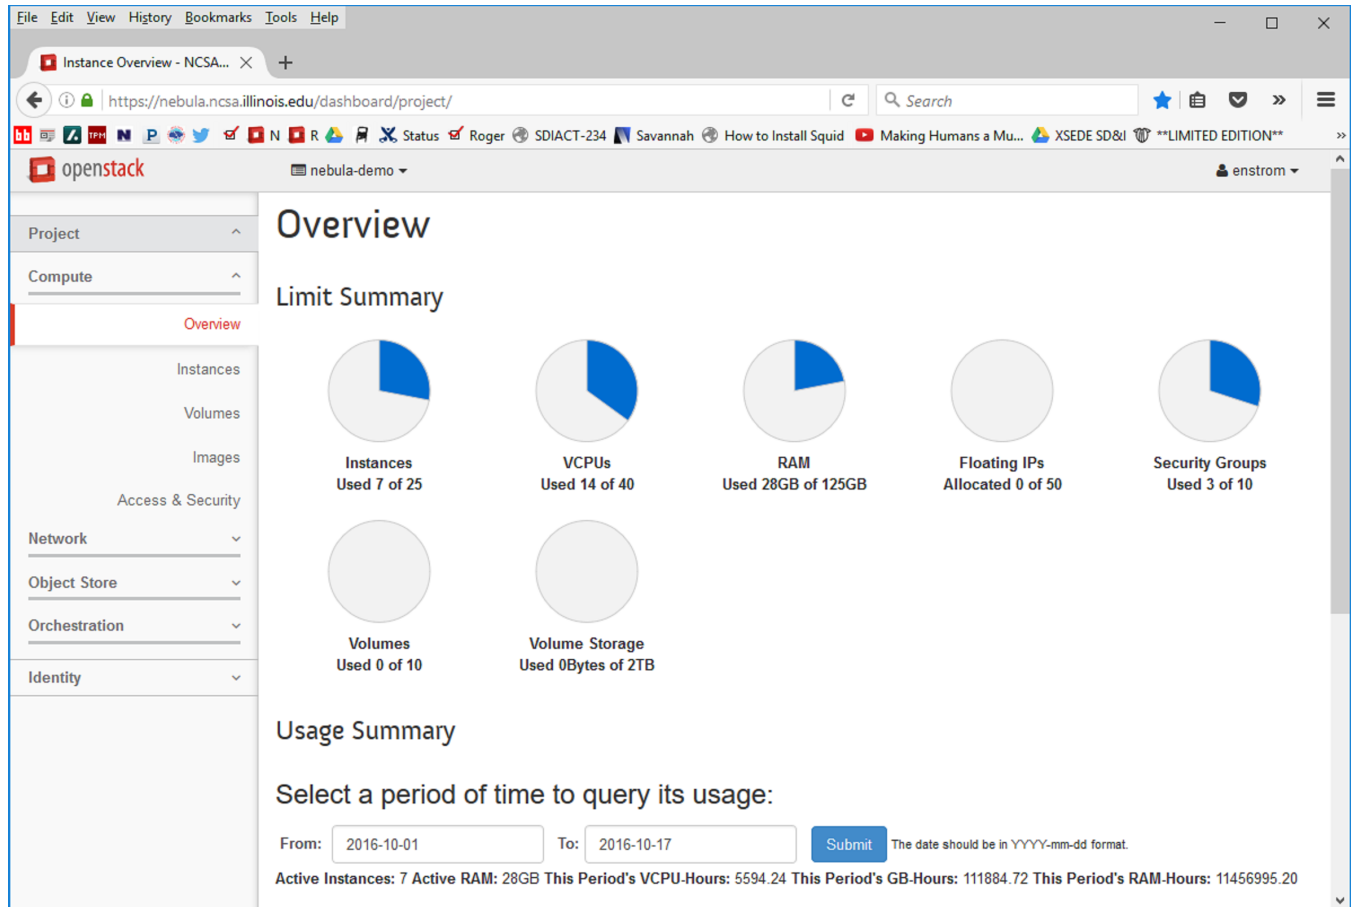 File Edit View History Bookmarks Tools Help
Instance Overview - NCSA...
https://nebula.ncsa.illinois.edu/dashboard/project/
Search
bb TPM N P N R Status Roger SDIACT-234 Savannah How to Install Squid Making Humans a Mu... XSEDE SD&I **LIMITED EDITION** »
openstack nebula-demo enstrom
Project
Overview
Compute
Limit Summary
Overview
Instances
Volumes
Images
Access & Security
Network
Object Store
Orchestration
Identity
Instances VCPUs RAM Floating IPs Security Groups
Used 7 of 25 Used 14 of 40 Used 28GB of 125GB Allocated 0 of 50 Used 3 of 10
Volumes Volume Storage
Used 0 of 10 Used 0Bytes of 2TB
Usage Summary
Select a period of time to query its usage:
From: 2016-10-01 To: 2016-10-17 Submit The date should be in YYYY-mm-dd format.
Active Instances: 7 Active RAM: 28GB This Period's VCPU-Hours: 5594.24 This Period's GB-Hours: 111884.72 This Period's RAM-Hours: 11456995.20